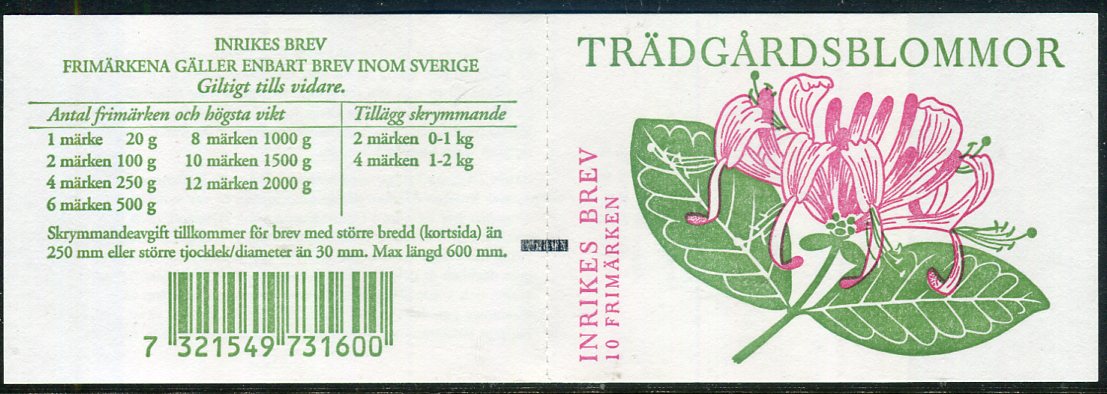 INRIKES BREV
FRIMÄRKENA GÄLLER ENBART BREV INOM SVERIGE
Giltigt tills vidare.
Antal frimärken och högsta vikt
1 märke 20 g 8 märken 1000 g
2 märken 100 g 10 märken 1500 g
4 märken 250 g 12 märken 2000 g
6 märken 500 g
Tillägg skrymmande
2 märken 0-1 kg
4 märken 1-2 kg
Skrymmandeavgift tillkommer för brev med större bredd (kortsida) än
250 mm eller större tjocklek/diameter än 30 mm. Max längd 600 mm.
7 321549 731600
TRÄDGÅRDSBLOMMOR
INRIKES BREV
10 FRIMÄRKEN